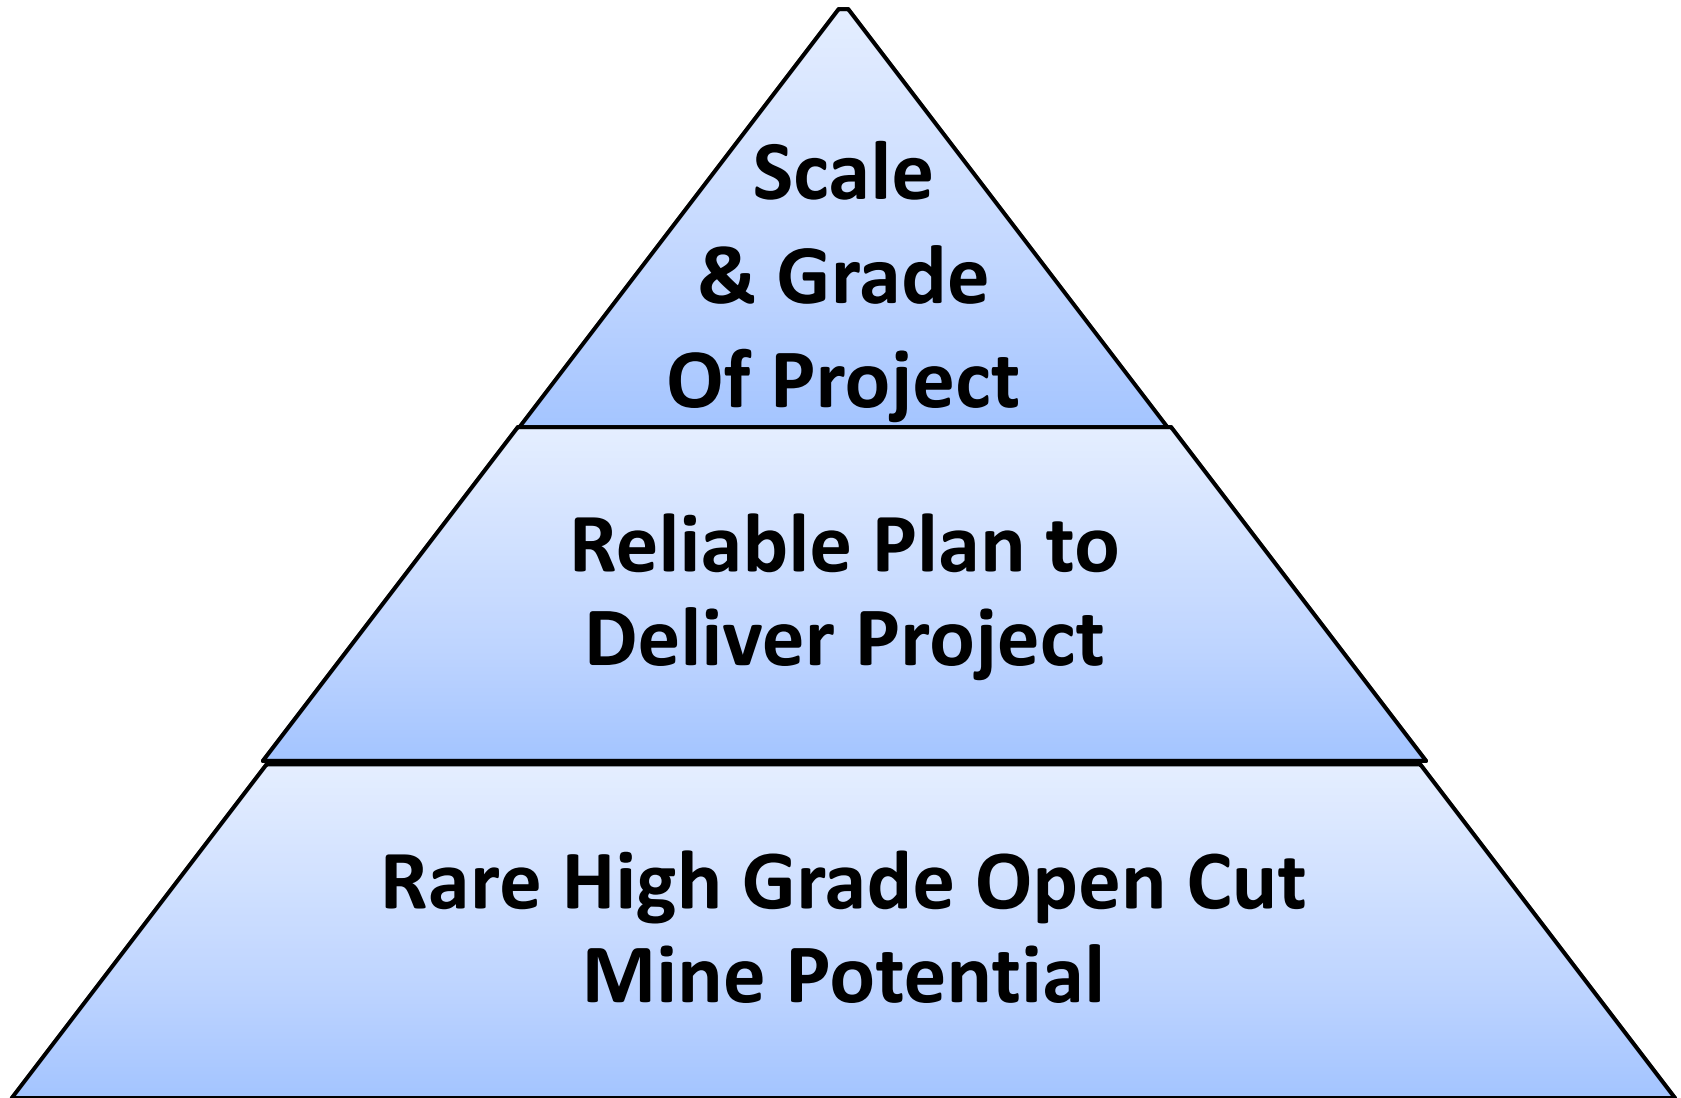 Scale
& Grade
Of Project
Reliable Plan to
Deliver Project
Rare High Grade Open Cut
Mine Potential